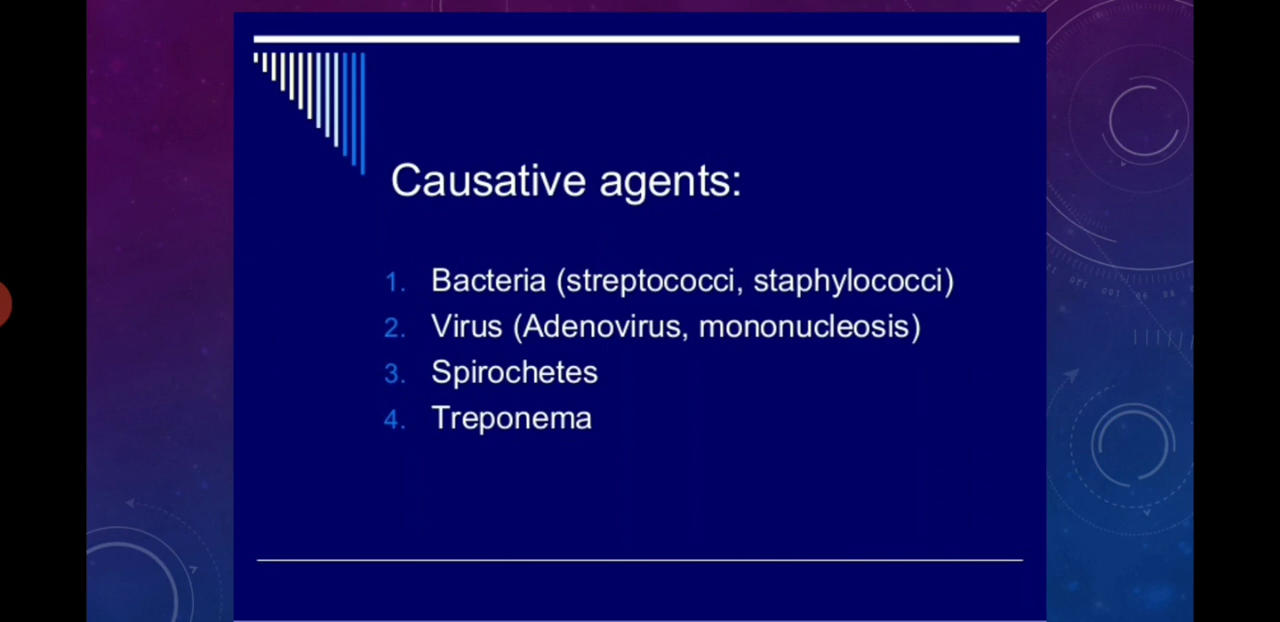 Causative agents:
1. Bacteria (streptococci, staphylococci)
2. Virus (Adenovirus, mononucleosis)
3. Spirochetes
4. Treponema